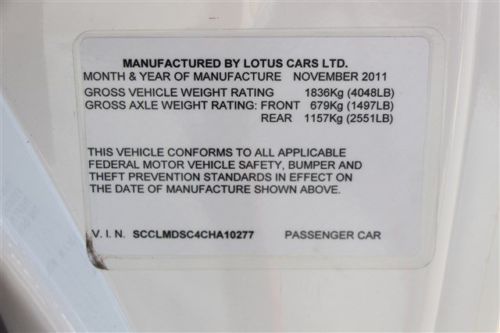 MANUFACTURED BY LOTUS CARS LTD.
MONTH & YEAR OF MANUFACTURE NOVEMBER 2011
GROSS VEHICLE WEIGHT RATING 1836Kg (4048LB)
GROSS AXLE WEIGHT RATING: FRONT 679Kg (1497LB)
REAR 1157Kg (2551LB)
THIS VEHICLE CONFORMS TO ALL APPLICABLE
FEDERAL MOTOR VEHICLE SAFETY, BUMPER AND
THEFT PREVENTION STANDARDS IN EFFECT ON
THE DATE OF MANUFACTURE SHOWN ABOVE.
V. I. N. SCCLMDSC4CHA10277 PASSENGER CAR